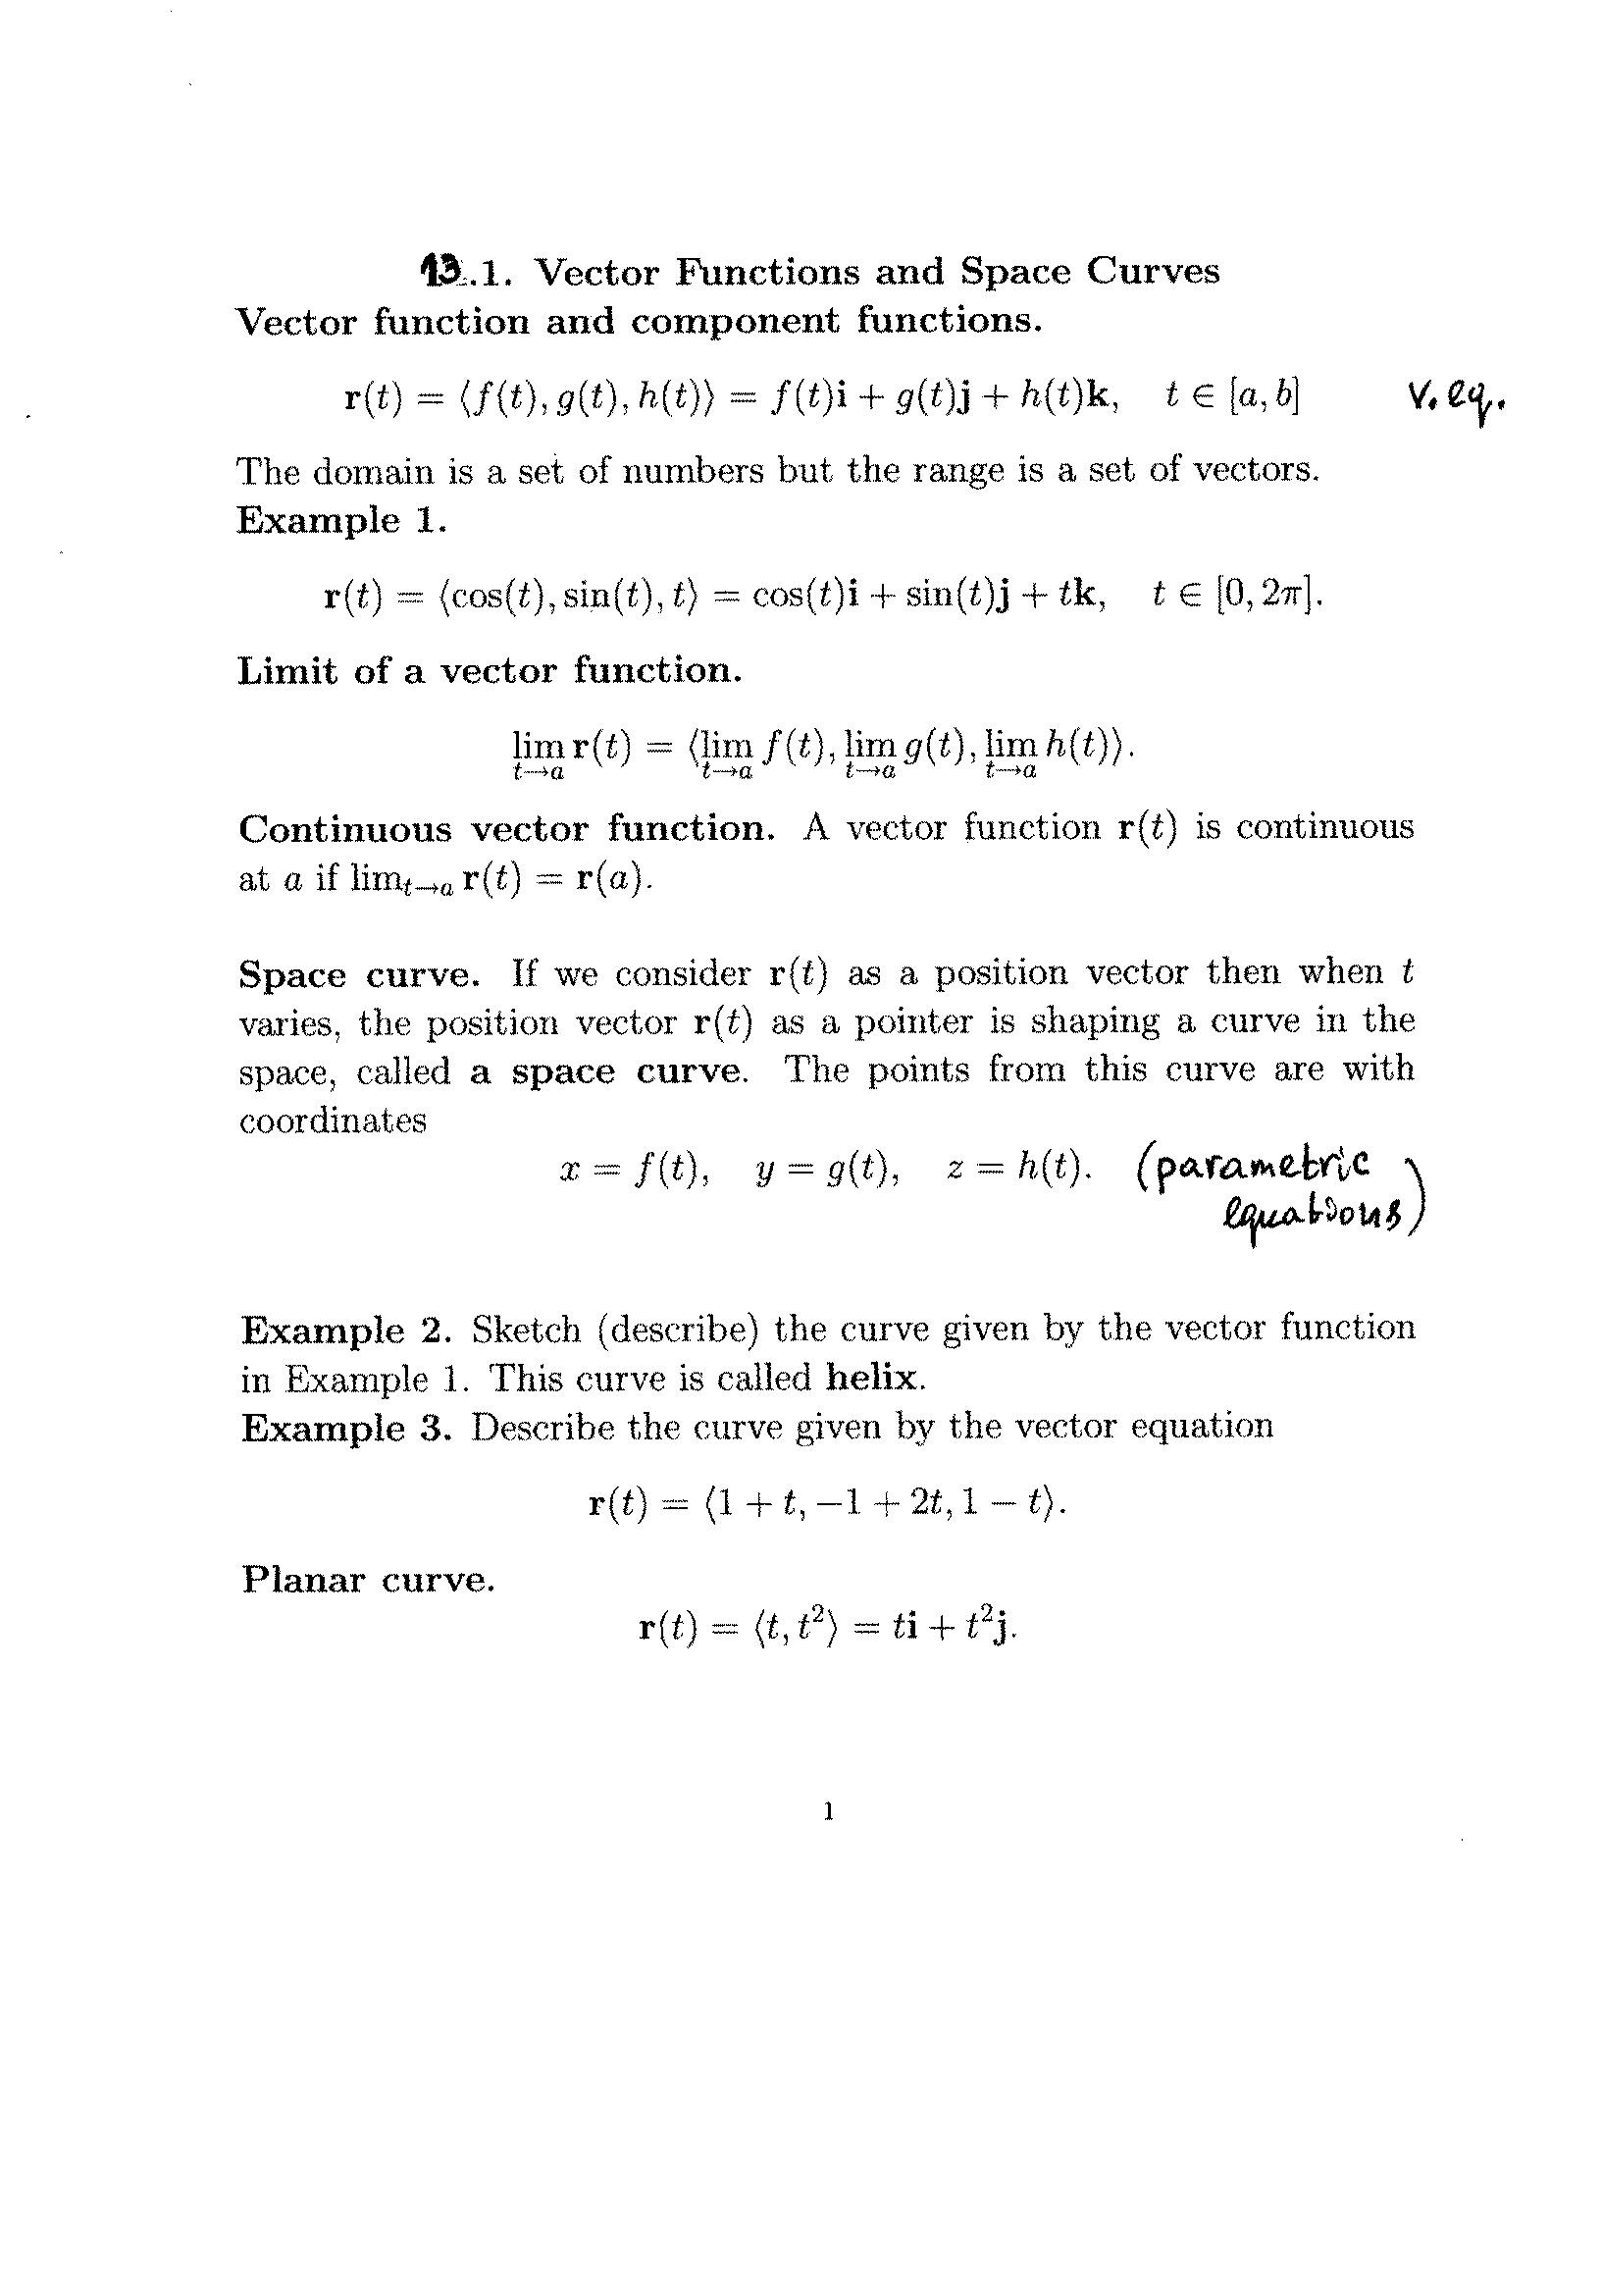 13.1. Vector Functions and Space Curves
Vector function and component functions.
r(t) = ⟨f(t), g(t), h(t)⟩ = f(t)i + g(t)j + h(t)k,   t ∈ [a, b]   v. eq.
The domain is a set of numbers but the range is a set of vectors.
Example 1.
r(t) = ⟨cos(t), sin(t), t⟩ = cos(t)i + sin(t)j + tk,   t ∈ [0, 2π].
Limit of a vector function.
lim_{t→a} r(t) = ⟨lim_{t→a} f(t), lim_{t→a} g(t), lim_{t→a} h(t)⟩.
Continuous vector function. A vector function r(t) is continuous
at a if lim_{t→a} r(t) = r(a).
Space curve. If we consider r(t) as a position vector then when t
varies, the position vector r(t) as a pointer is shaping a curve in the
space, called a space curve. The points from this curve are with
coordinates
x = f(t),   y = g(t),   z = h(t).   (parametric
equations)
Example 2. Sketch (describe) the curve given by the vector function
in Example 1. This curve is called helix.
Example 3. Describe the curve given by the vector equation
r(t) = ⟨1 + t, −1 + 2t, 1 − t⟩.
Planar curve.
r(t) = ⟨t, t²⟩ = ti + t²j.
1